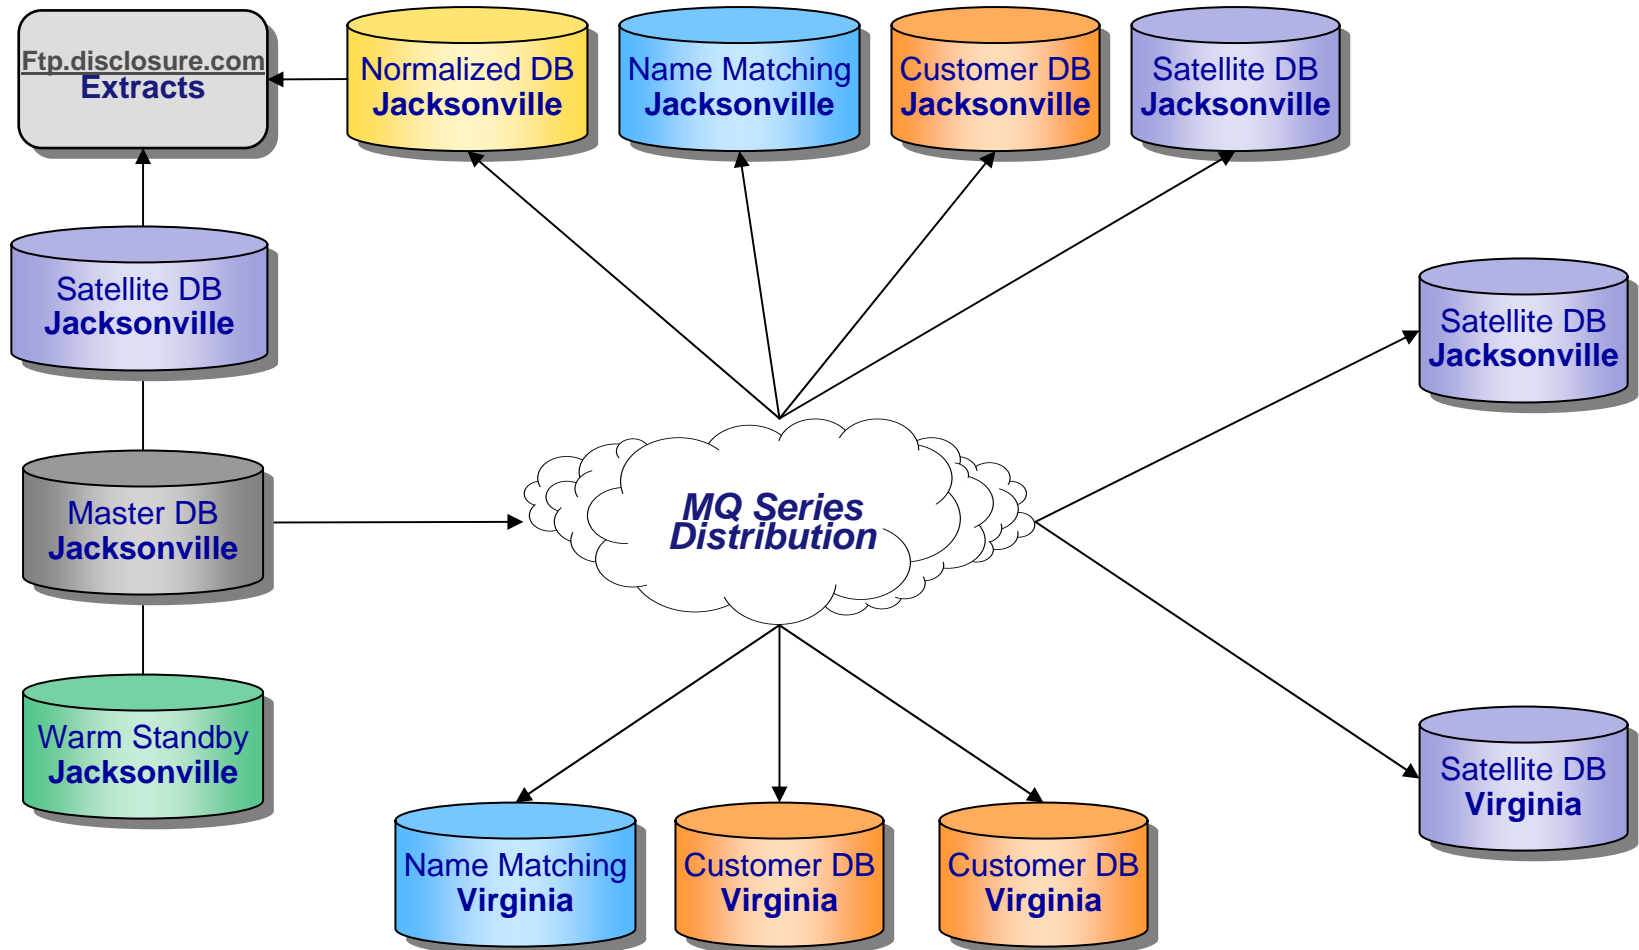 Ftp.disclosure.com
Extracts
Normalized DB
Jacksonville
Name Matching
Jacksonville
Customer DB
Jacksonville
Satellite DB
Jacksonville
Satellite DB
Jacksonville
Satellite DB
Jacksonville
Master DB
Jacksonville
MQ Series
Distribution
Warm Standby
Jacksonville
Satellite DB
Virginia
Name Matching
Virginia
Customer DB
Virginia
Customer DB
Virginia